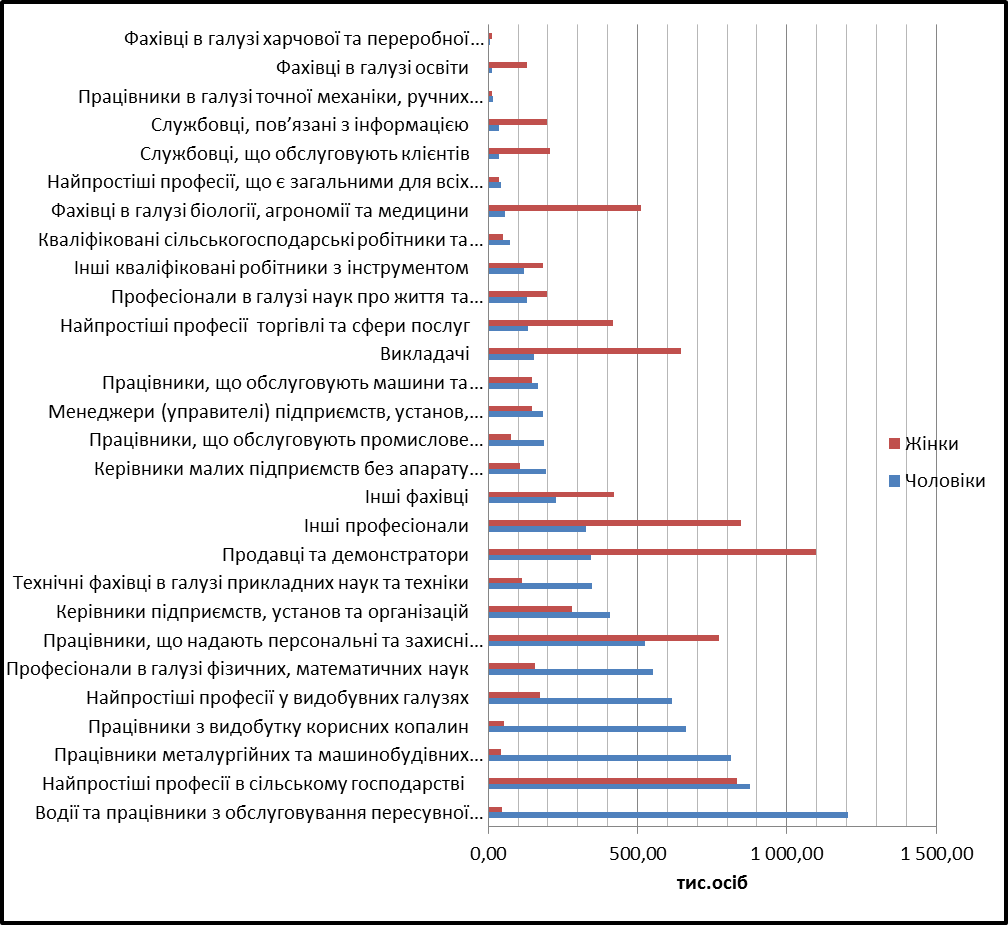 Фахівці в галузі харчової та переробної...
Фахівці в галузі освіти
Працівники в галузі точної механіки, ручних...
Службовці, пов’язані з інформацією
Службовці, що обслуговують клієнтів
Найпростіші професії, що є загальними для всіх...
Фахівці в галузі біології, агрономії та медицини
Кваліфіковані сільськогосподарські робітники та...
Інші кваліфіковані робітники з інструментом
Професіонали в галузі наук про життя та...
Найпростіші професії  торгівлі та сфери послуг
Викладачі
Працівники, що обслуговують машини та...
Менеджери (управителі) підприємств, установ,...
Працівники, що обслуговують промислове...
Керівники малих підприємств без апарату...
Інші фахівці
Інші професіонали
Продавці та демонстратори
Технічні фахівці в галузі прикладних наук та техніки
Керівники підприємств, установ та організацій
Працівники, що надають персональні та захисні...
Професіонали в галузі фізичних, математичних наук
Найпростіші професії у видобувних галузях
Працівники з видобутку корисних копалин
Працівники металургійних та машинобудівних...
Найпростіші професії в сільському господарстві
Водії та працівники з обслуговування пересувної...
0,00 500,00 1 000,00 1 500,00
тис.осіб
Жінки
Чоловіки